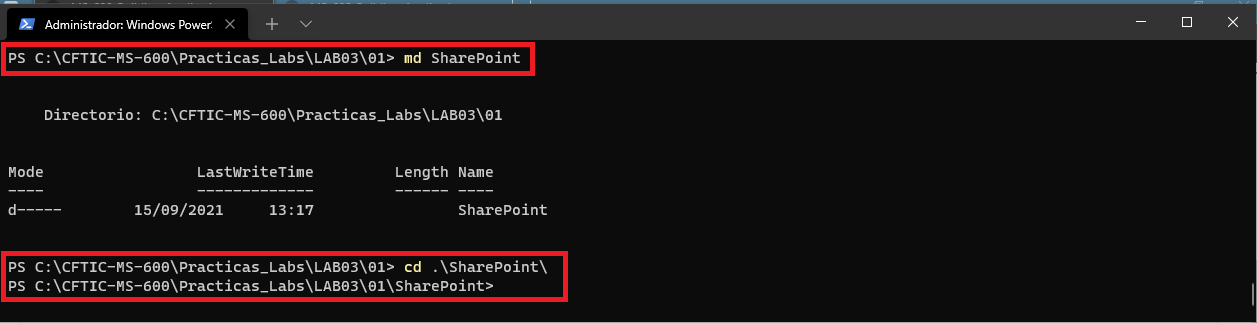 Administrador: Windows Power
PS C:\CFTIC-MS-600\Practicas_Labs\LAB03\01> md SharePoint
Directorio: C:\CFTIC-MS-600\Practicas_Labs\LAB03\01
Mode                LastWriteTime         Length Name
----                -------------         ------ ----
d-----        15/09/2021     13:17                SharePoint
PS C:\CFTIC-MS-600\Practicas_Labs\LAB03\01> cd .\SharePoint\
PS C:\CFTIC-MS-600\Practicas_Labs\LAB03\01\SharePoint>